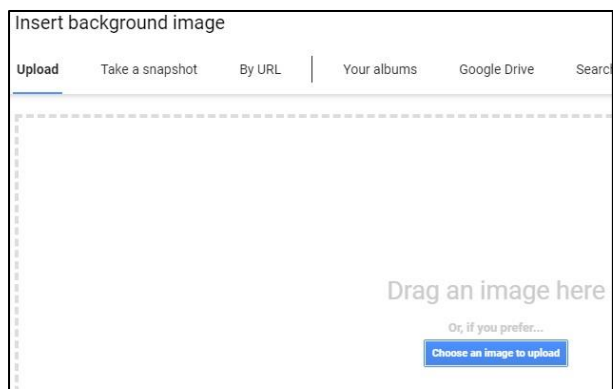 Insert background image
Upload Take a snapshot By URL Your albums Google Drive Search
Drag an image here
Or, if you prefer...
Choose an image to upload